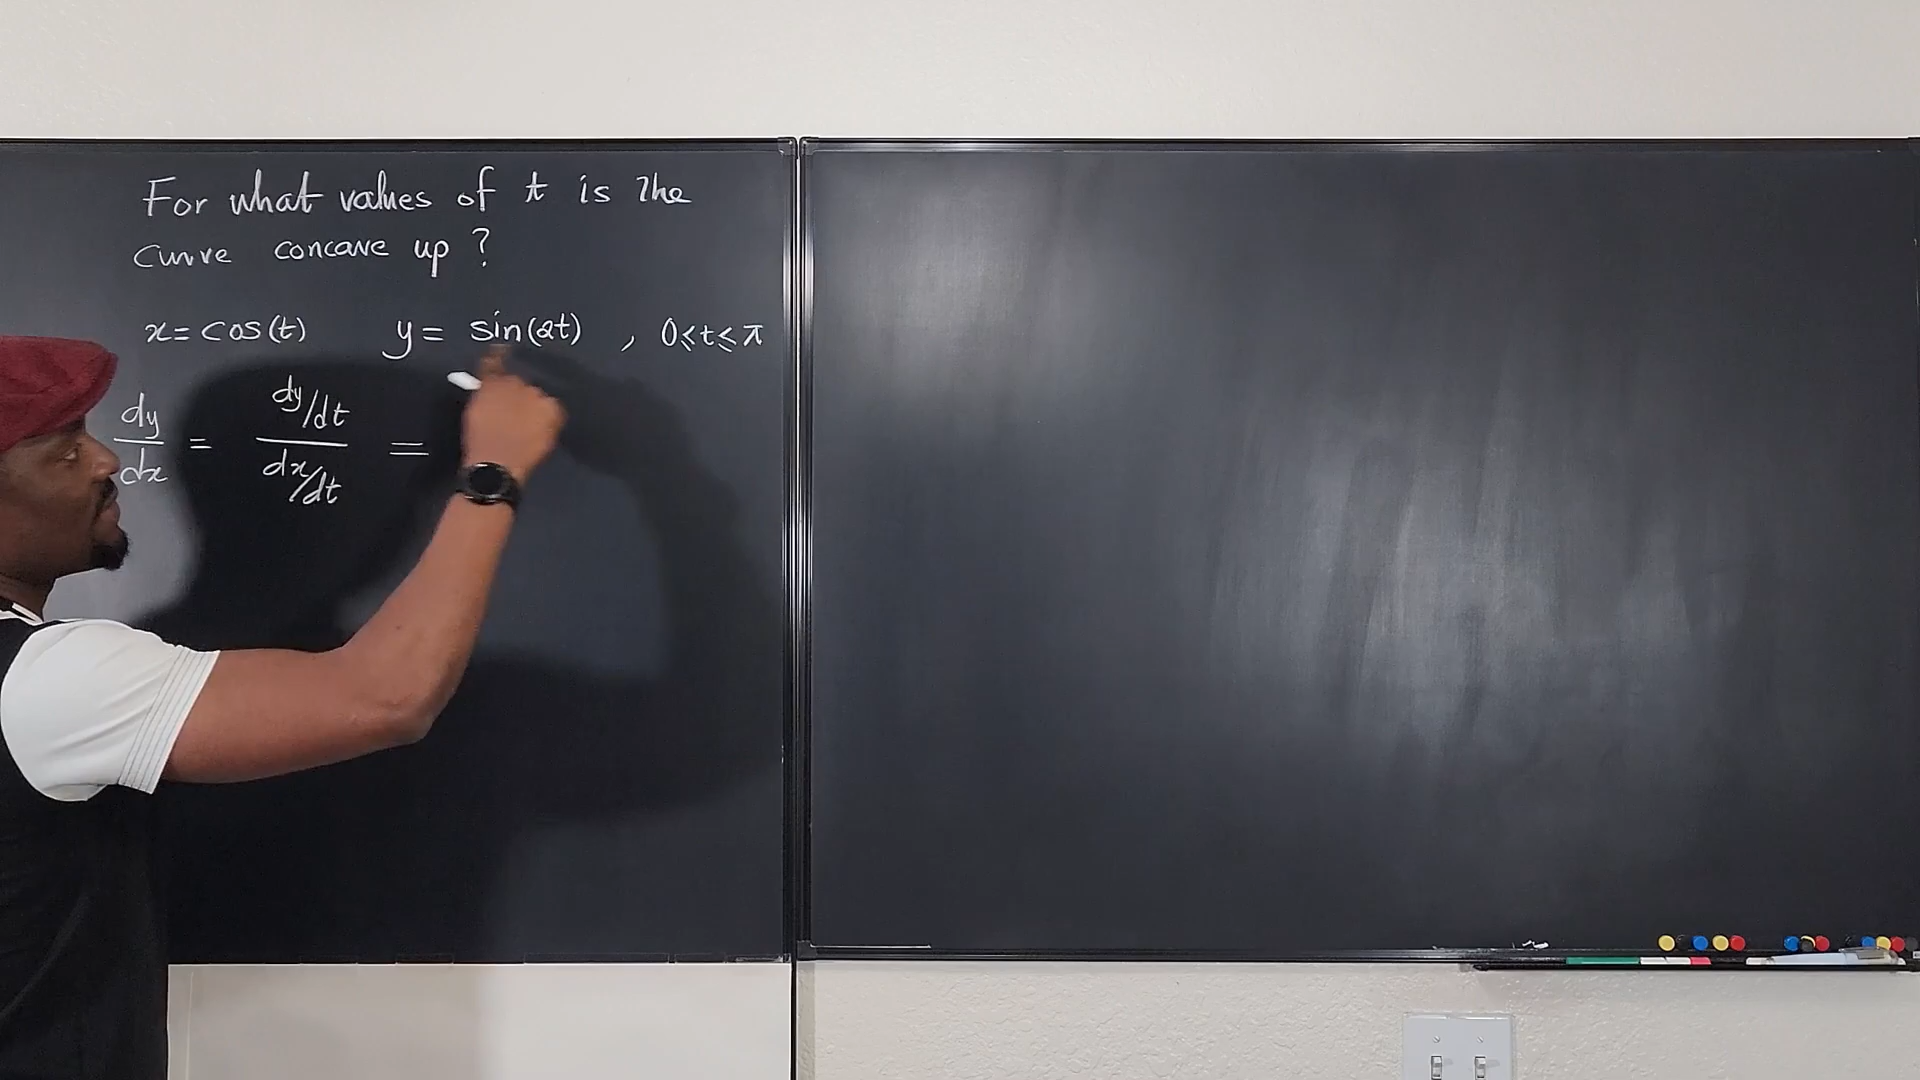 For what values of t is the
curve concave up ?
x = cos(t) y = sin(2t) , 0 ≤ t ≤ π
dy/dx = (dy/dt)/(dx/dt) =